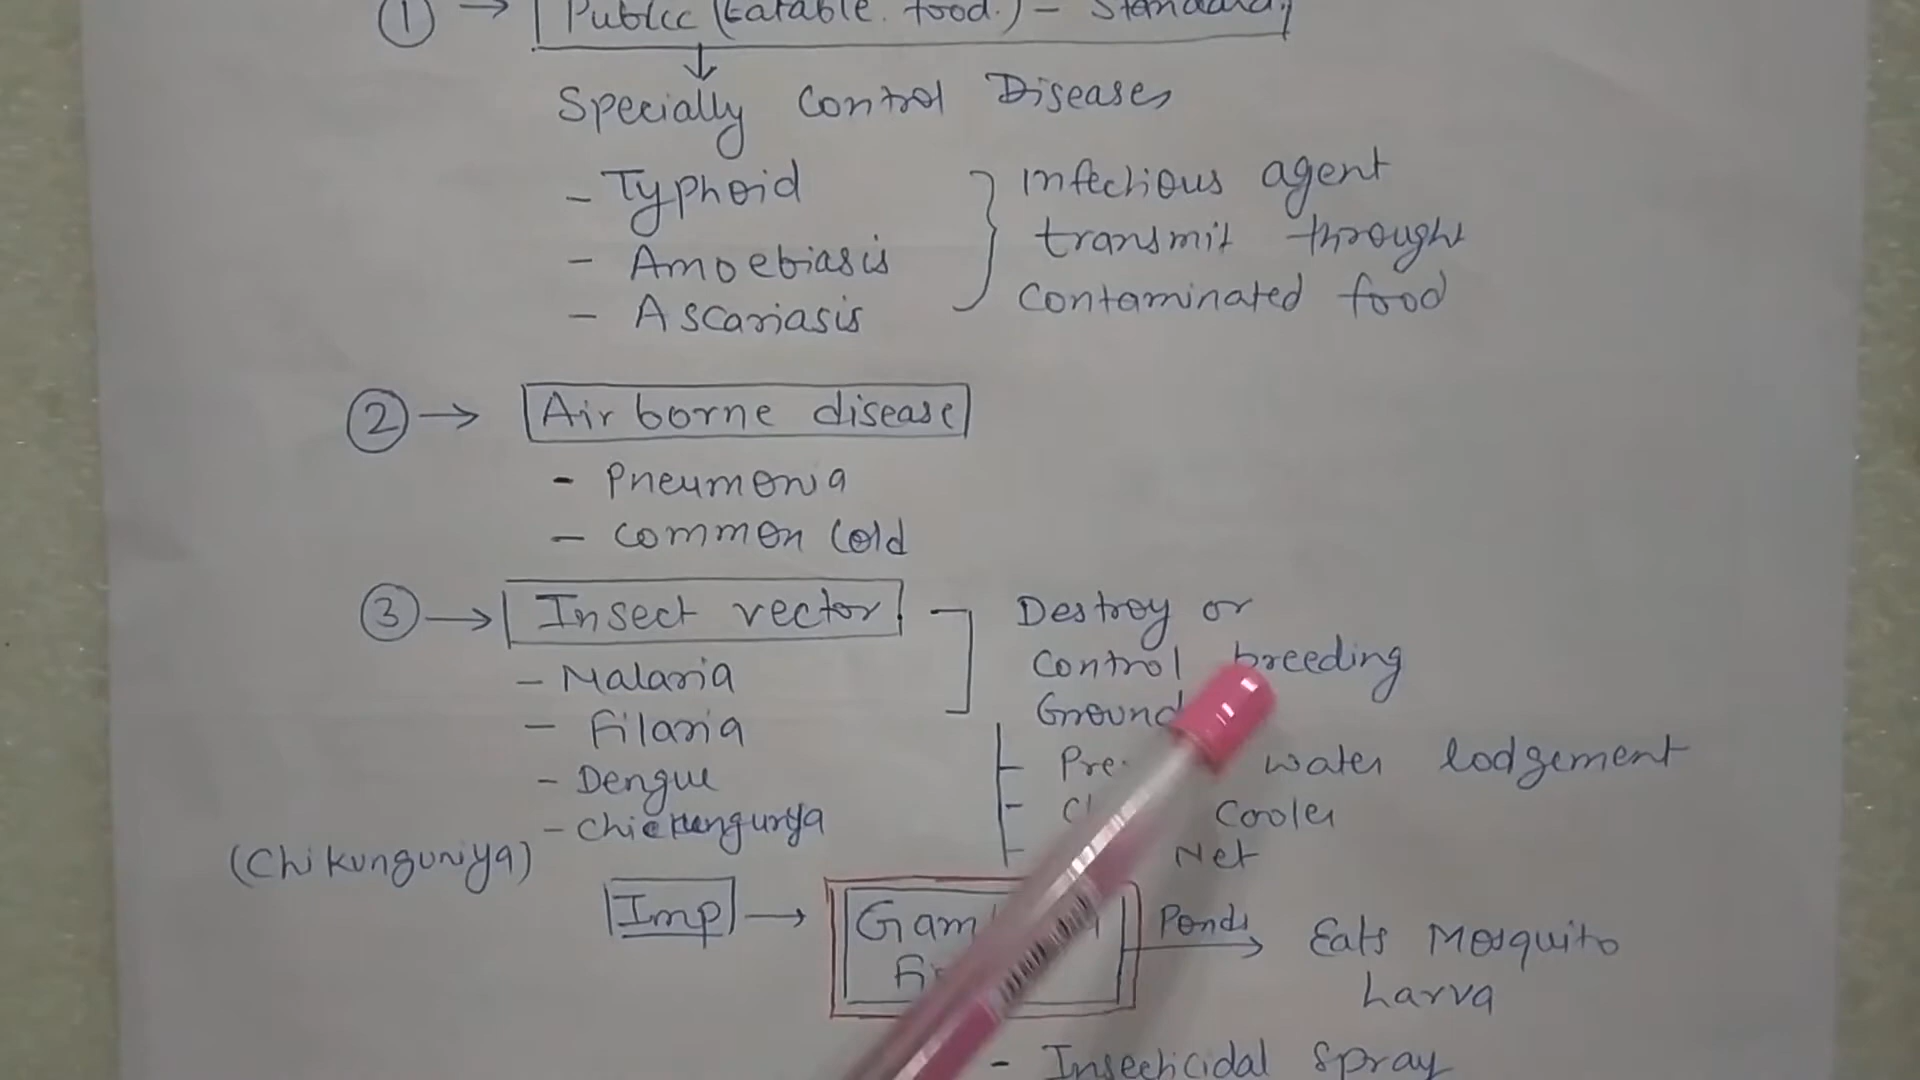 ① → Public (Eatable food.) - Standard
Specially Control Diseases
- Typhoid
- Amoebiasis
- Ascariasis
infectious agent
transmit through
contaminated food
② → Air borne disease
- Pneumonia
- Common Cold
③ → Insect vector
- Malaria
- Filaria
- Dengue
- Chickengunya
(Chikunguniya)
Destroy or
Control breeding
Ground
water lodgement
Cooler
Net
Imp →
Ponds
Eats Mosquito
Larva
- Insecticidal Spray